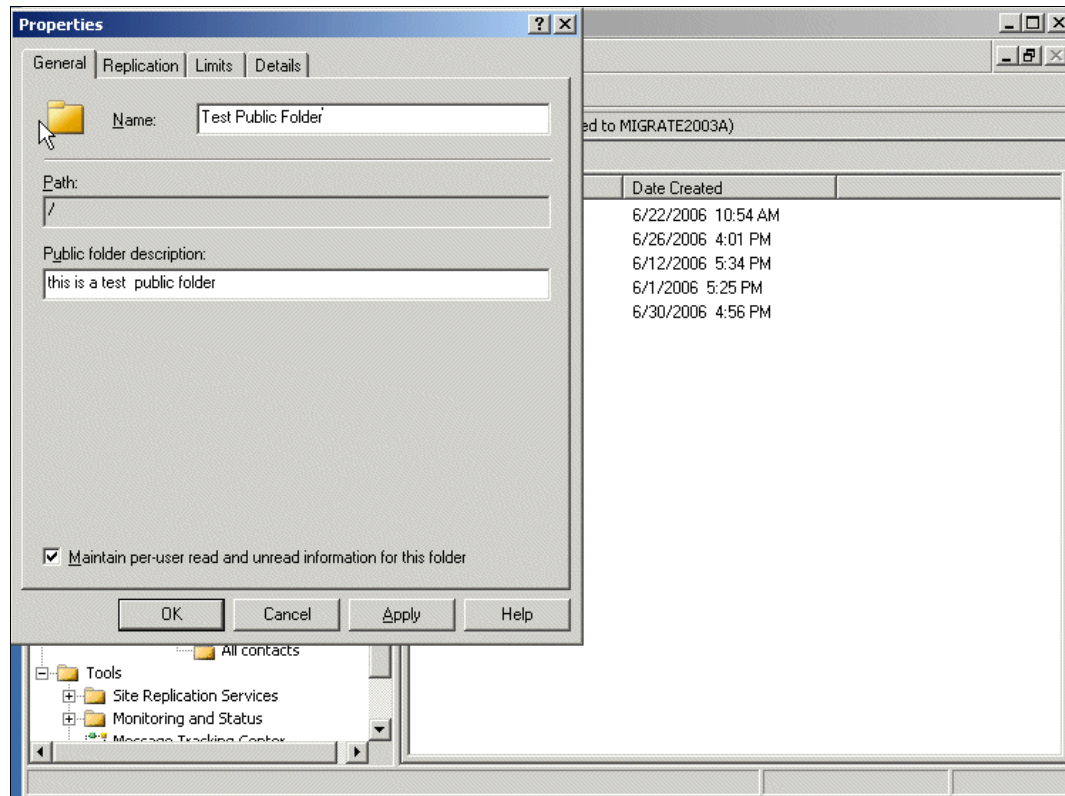 Properties
General Replication Limits Details
Name: Test Public Folder
Path:
/
Public folder description:
this is a test  public folder
Maintain per-user read and unread information for this folder
OK Cancel Apply Help
ed to MIGRATE2003A)
Date Created
6/22/2006 10:54 AM
6/26/2006 4:01 PM
6/12/2006 5:34 PM
6/1/2006 5:25 PM
6/30/2006 4:56 PM
All contacts
Tools
Site Replication Services
Monitoring and Status
Message Tracking Center